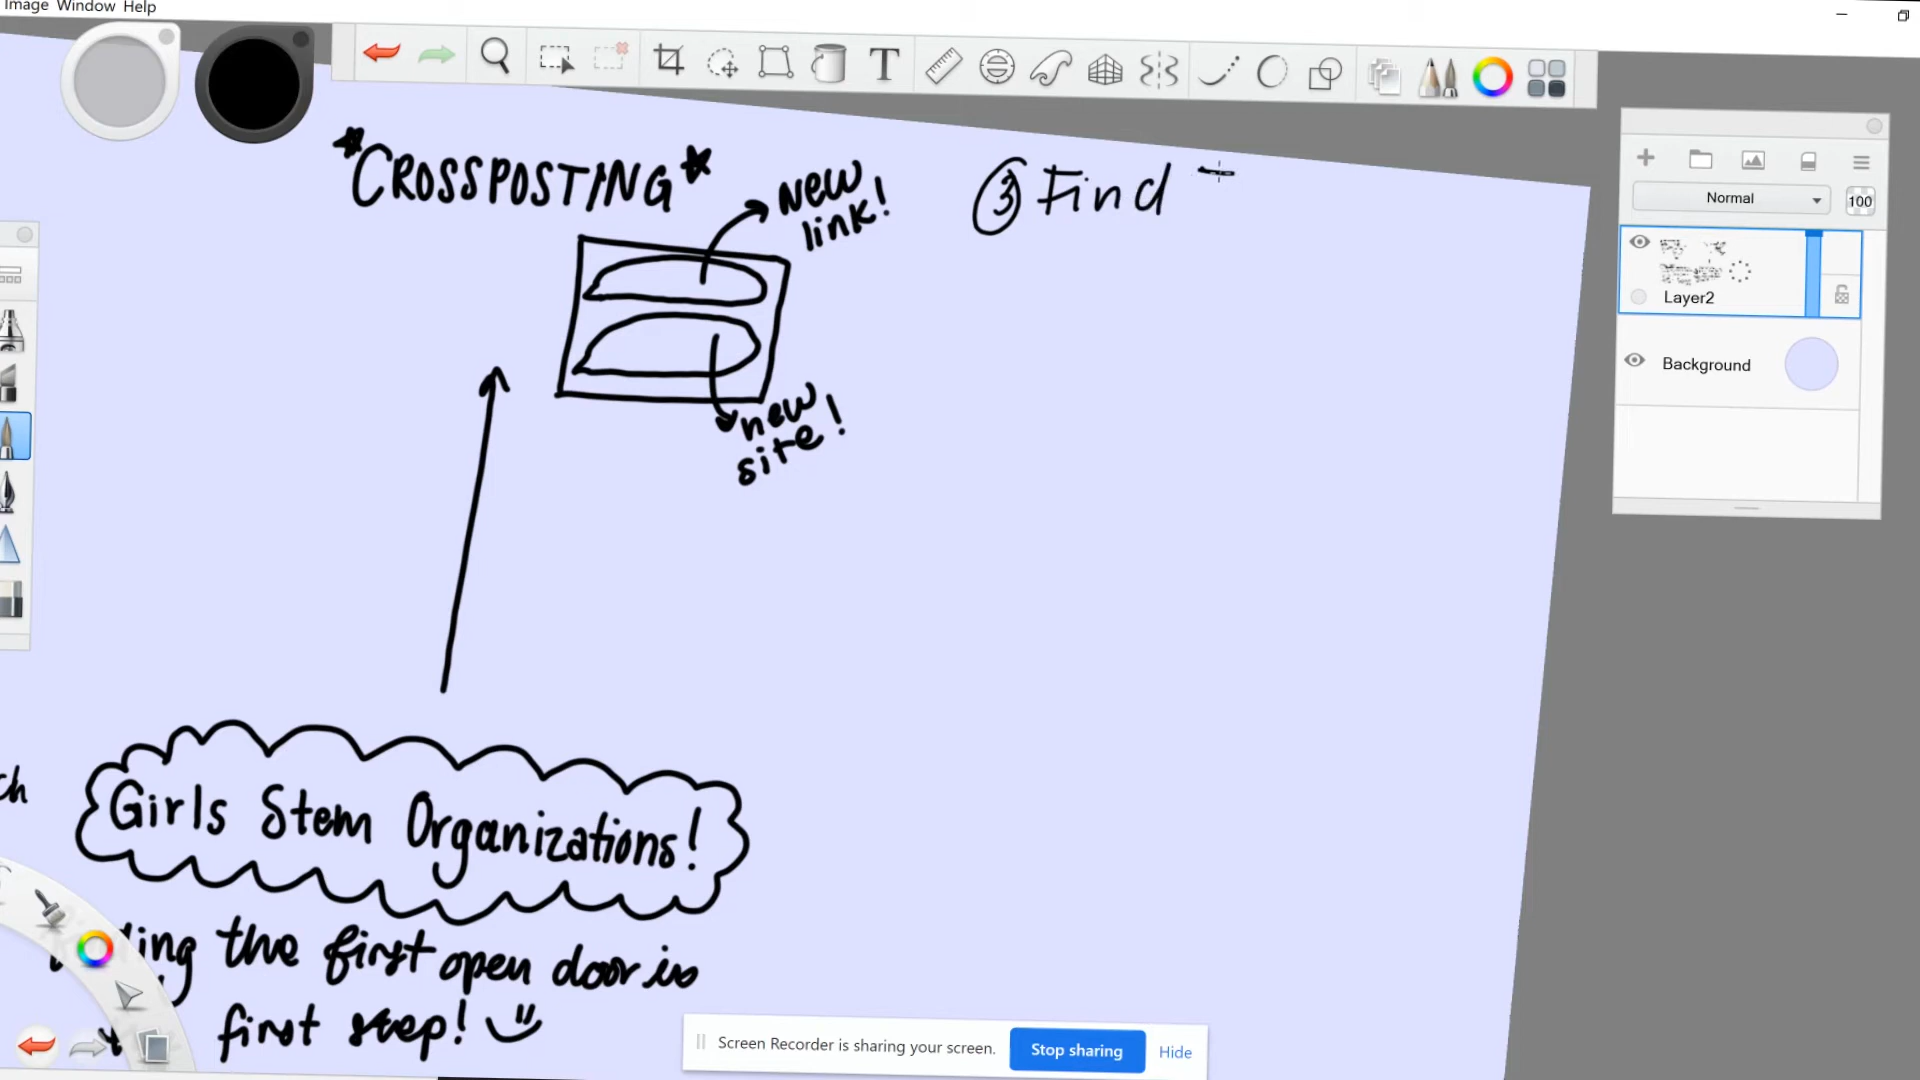 Image Window Help
*CROSSPOSTING*
New
link!
③ Find
new
site!
Normal
100
Layer2
Background
ch
Girls Stem Organizations!
the first open door is
first step!
Screen Recorder is sharing your screen.
Stop sharing
Hide